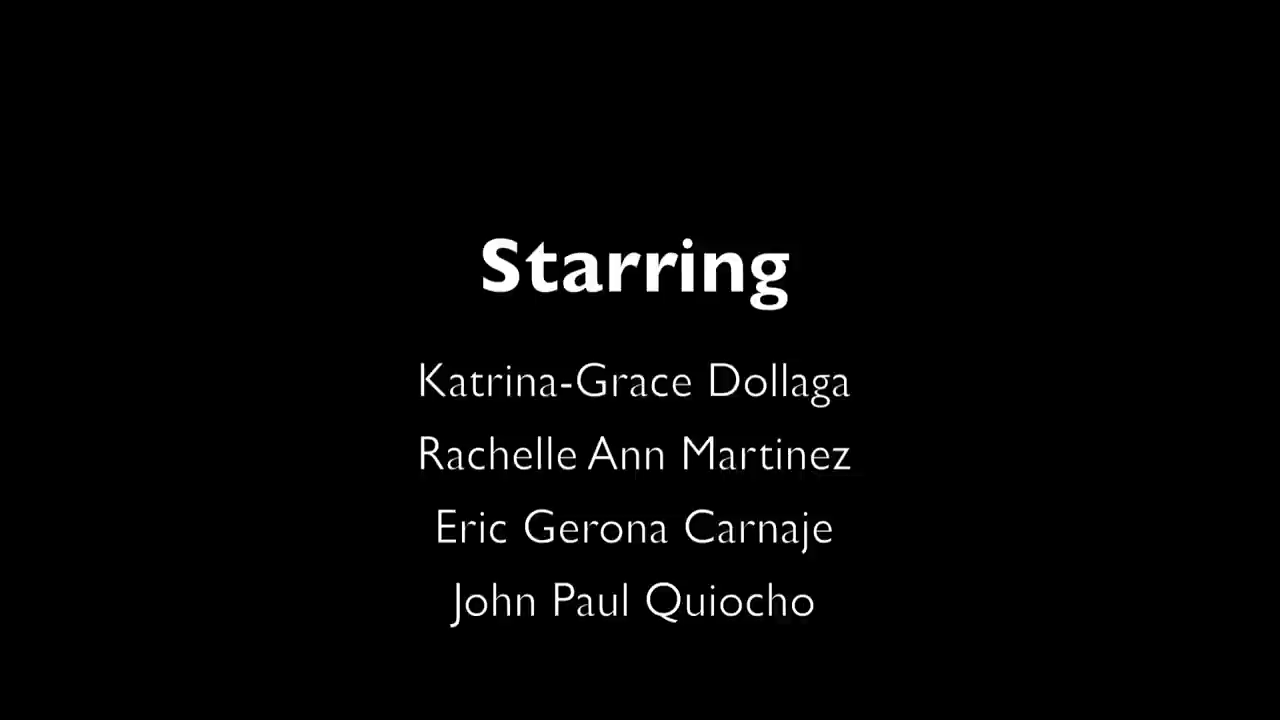 Starring
Katrina-Grace Dollaga
Rachelle Ann Martinez
Eric Gerona Carnaje
John Paul Quiocho